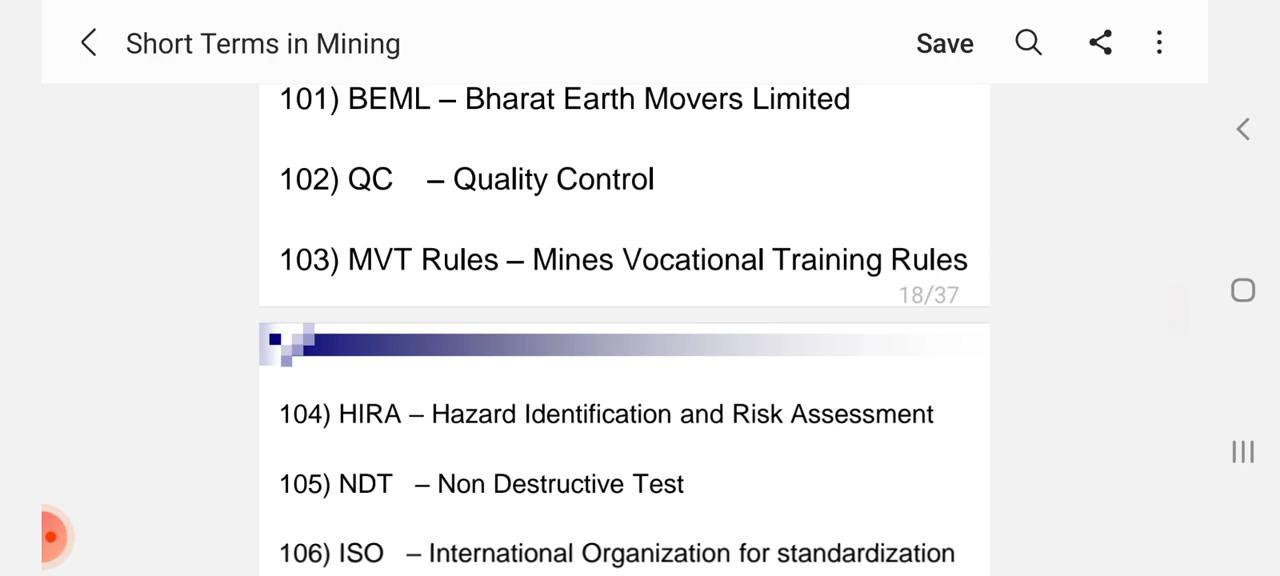 Short Terms in Mining
Save
101) BEML – Bharat Earth Movers Limited
102) QC – Quality Control
103) MVT Rules – Mines Vocational Training Rules
18/37
104) HIRA – Hazard Identification and Risk Assessment
105) NDT – Non Destructive Test
106) ISO – International Organization for standardization